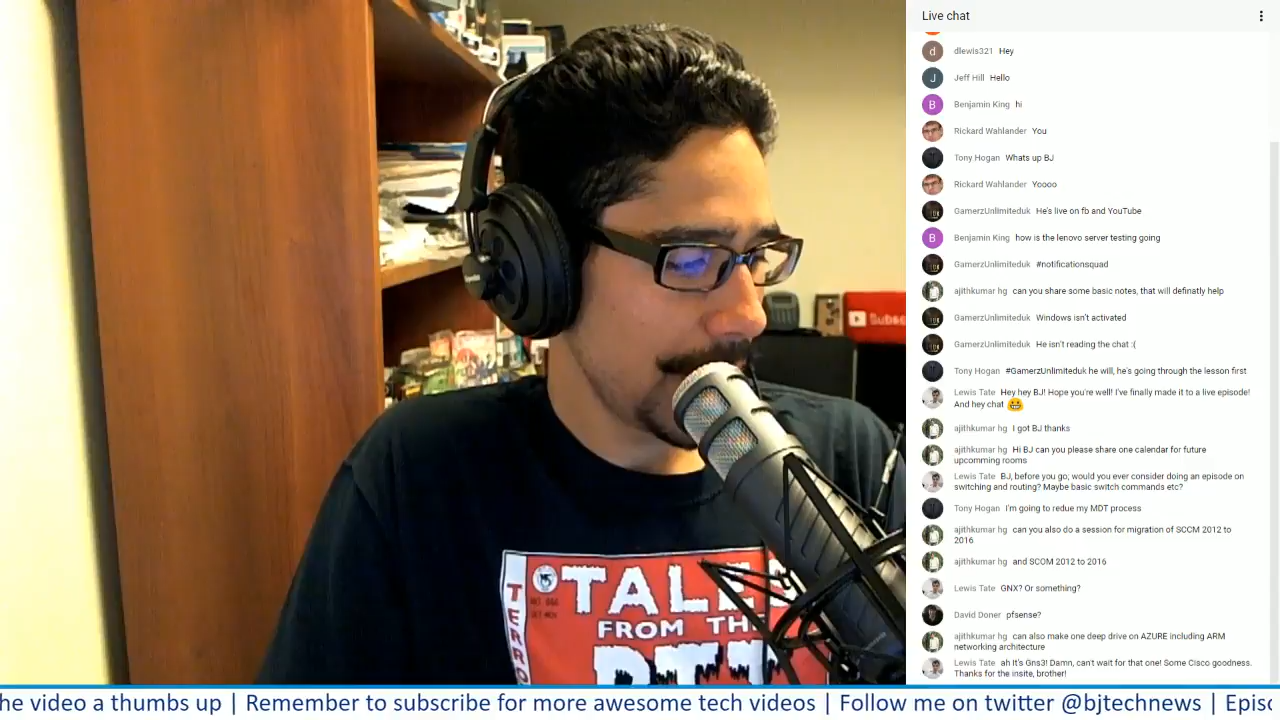 Live chat
dlewis321 Hey
Jeff Hill Hello
Benjamin King hi
Rickard Wahlander You
Tony Hogan Whats up BJ
Rickard Wahlander Yoooo
GamerzUnlimiteduk He's live on fb and YouTube
Benjamin King how is the lenovo server testing going
GamerzUnlimiteduk #notificationsquad
ajithkumar hg can you share some basic notes, that will definatly help
GamerzUnlimiteduk Windows isn't activated
GamerzUnlimiteduk He isn't reading the chat :(
Tony Hogan #GamerzUnlimiteduk he will, he's going through the lesson first
Lewis Tate Hey hey BJ! Hope you're well! I've finally made it to a live episode!
And hey chat
ajithkumar hg I got BJ thanks
ajithkumar hg Hi BJ can you please share one calendar for future
upcomming rooms
Lewis Tate BJ, before you go; would you ever consider doing an episode on
switching and routing? Maybe basic switch commands etc?
Tony Hogan I'm going to redue my MDT process
ajithkumar hg can you also do a session for migration of SCCM 2012 to
2016
ajithkumar hg and SCOM 2012 to 2016
Lewis Tate GNX? Or something?
David Doner pfsense?
ajithkumar hg can also make one deep drive on AZURE including ARM
networking architecture
Lewis Tate ah It's Gns3! Damn, can't wait for that one! Some Cisco goodness.
Thanks for the insite, brother!
Subsc
TALES
FROM THE
TERRO
he video a thumbs up | Remember to subscribe for more awesome tech videos | Follow me on twitter @bjtechnews | Episo